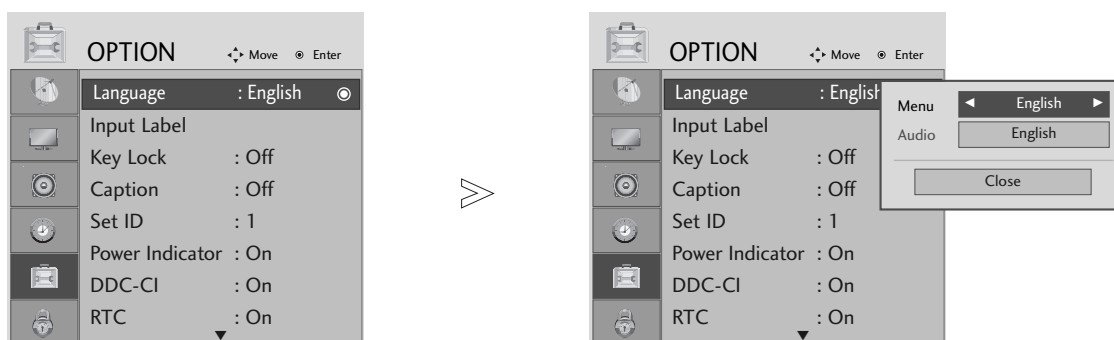 OPTION Move Enter
Language : English
Input Label
Key Lock : Off
Caption : Off
Set ID : 1
Power Indicator : On
DDC-CI : On
RTC : On
OPTION Move Enter
Language : English
Input Label
Key Lock : Off
Caption : Off
Set ID : 1
Power Indicator : On
DDC-CI : On
RTC : On
Menu ◄ English ►
Audio English
Close